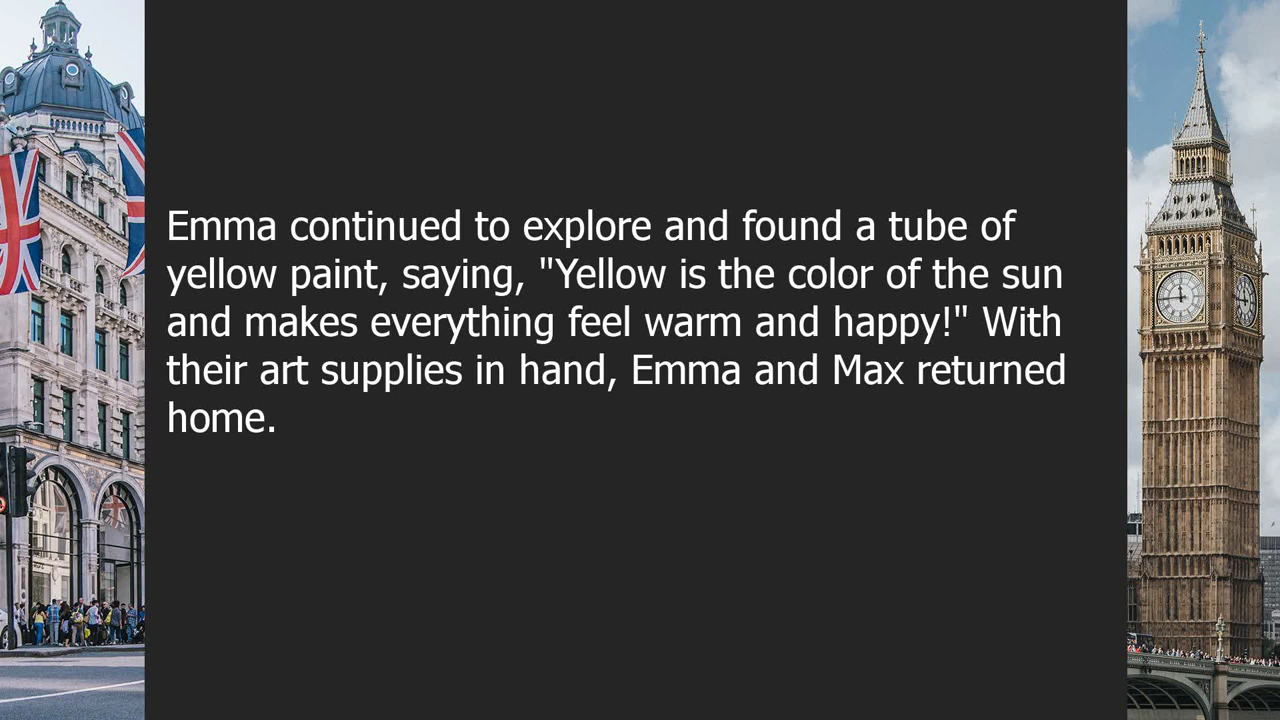 Emma continued to explore and found a tube of
yellow paint, saying, "Yellow is the color of the sun
and makes everything feel warm and happy!" With
their art supplies in hand, Emma and Max returned
home.